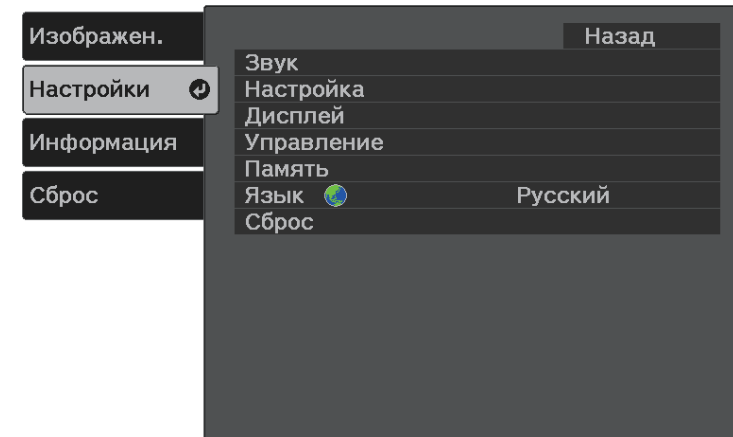 Изображен.
Настройки
Информация
Сброс
Назад
Звук
Настройка
Дисплей
Управление
Память
Язык Русский
Сброс